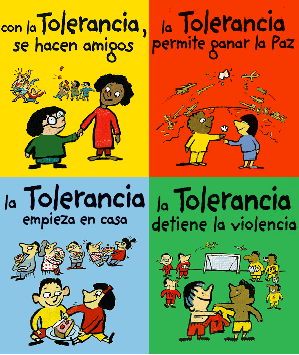 con la Tolerancia,
se hacen amigos
la Tolerancia
permite ganar la Paz
la Tolerancia
empieza en casa
la Tolerancia
detiene la violencia